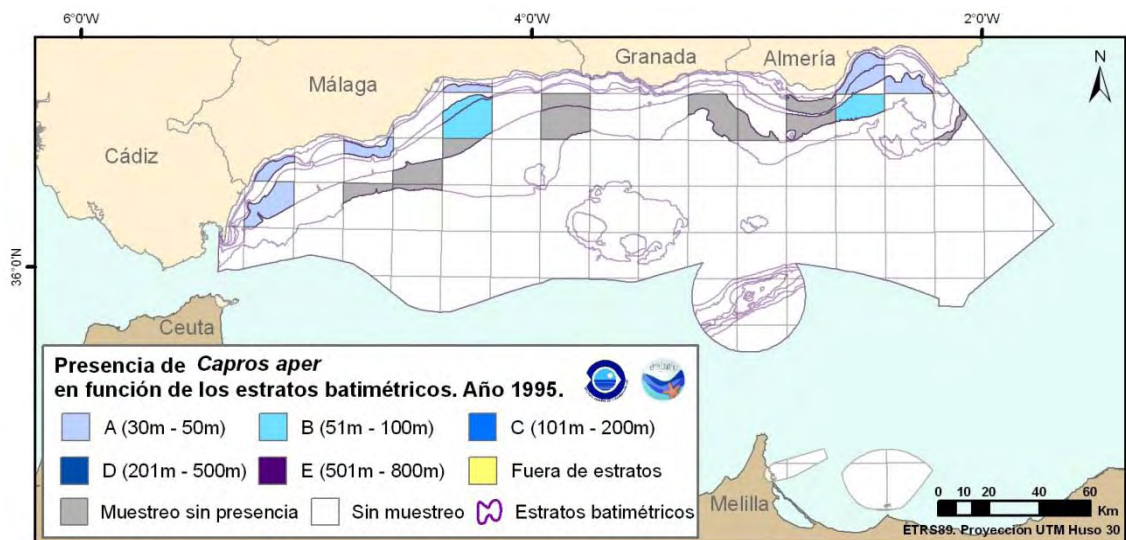 6°0'W 4°0'W 2°0'W
Granada Almería
N
Málaga
Cádiz
36°0'N
Ceuta
Presencia de Capros aper
en función de los estratos batimétricos. Año 1995.
A (30m - 50m) B (51m - 100m) C (101m - 200m)
D (201m - 500m) E (501m - 800m) Fuera de estratos
Muestreo sin presencia Sin muestreo Estratos batimétricos
Melilla
0 10 20 40 60
Km
ETRS89. Proyección UTM Huso 30